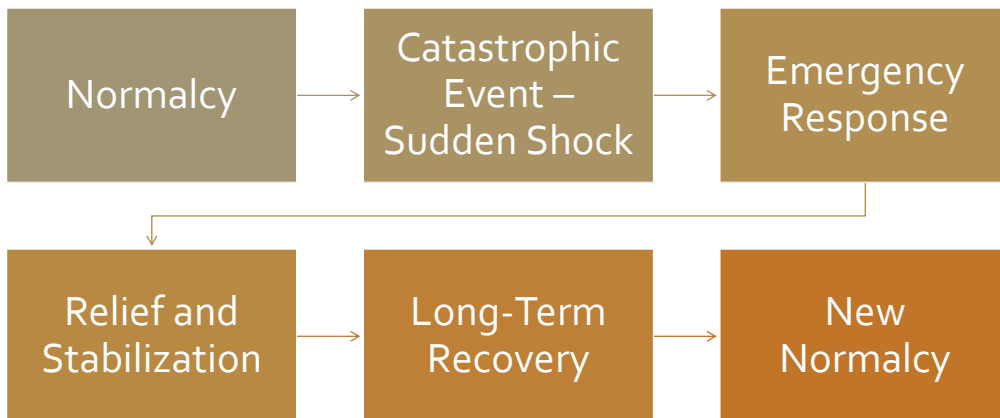 Normalcy
Catastrophic
Event –
Sudden Shock
Emergency
Response
Relief and
Stabilization
Long-Term
Recovery
New
Normalcy